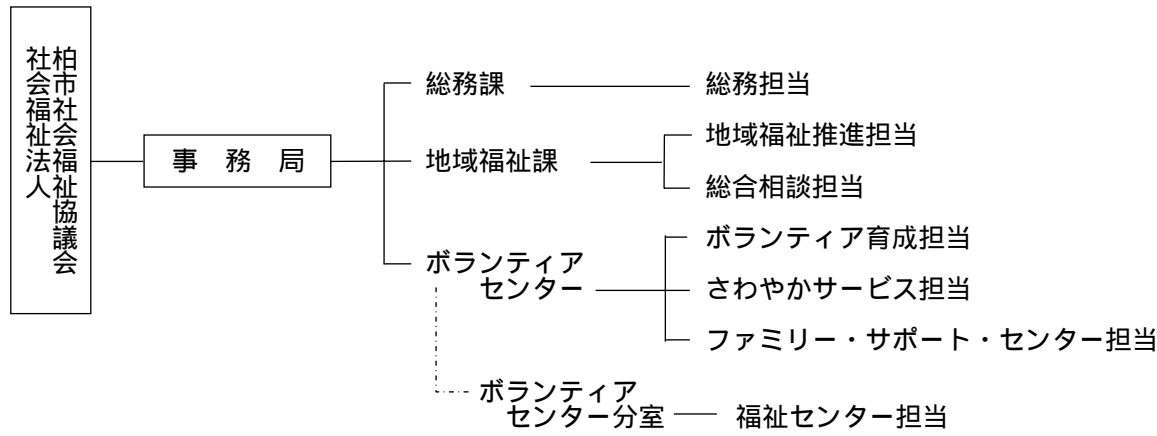 社会福祉法人
柏市社会福祉協議会
事務局
総務課
総務担当
地域福祉課
地域福祉推進担当
総合相談担当
ボランティア
センター
ボランティア育成担当
さわやかサービス担当
ファミリー・サポート・センター担当
ボランティア
センター分室
福祉センター担当